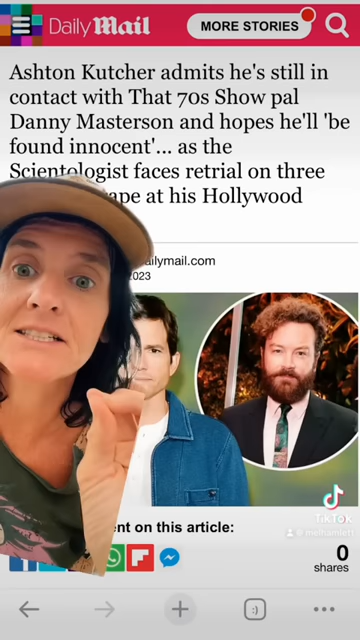 Daily Mail
MORE STORIES
Ashton Kutcher admits he's still in
contact with That 70s Show pal
Danny Masterson and hopes he'll 'be
found innocent'... as the
Scientologist faces retrial on three
at his Hollywood
ailymail.com
2023
TikTok
nt on this article:
0
shares